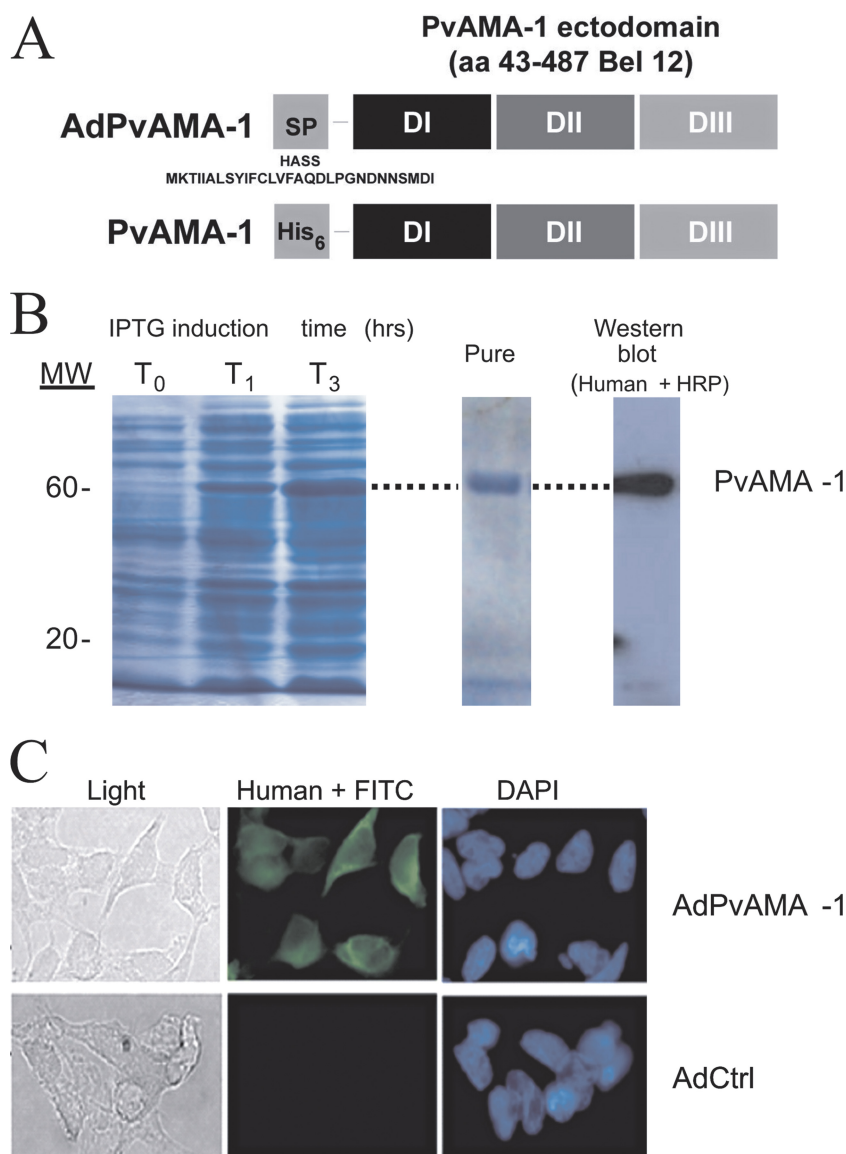 A
PvAMA-1 ectodomain
(aa 43-487 Bel 12)
AdPvAMA-1 SP DI DII DIII
HASS
MKTIIALSYIFCLVFAQDLPGNDNNSMDI
PvAMA-1 His6 DI DII DIII
B
IPTG induction time (hrs)
Pure
Western
blot
(Human + HRP)
MW T0 T1 T3
60-
PvAMA -1
20-
C
Light Human + FITC DAPI
AdPvAMA -1
AdCtrl